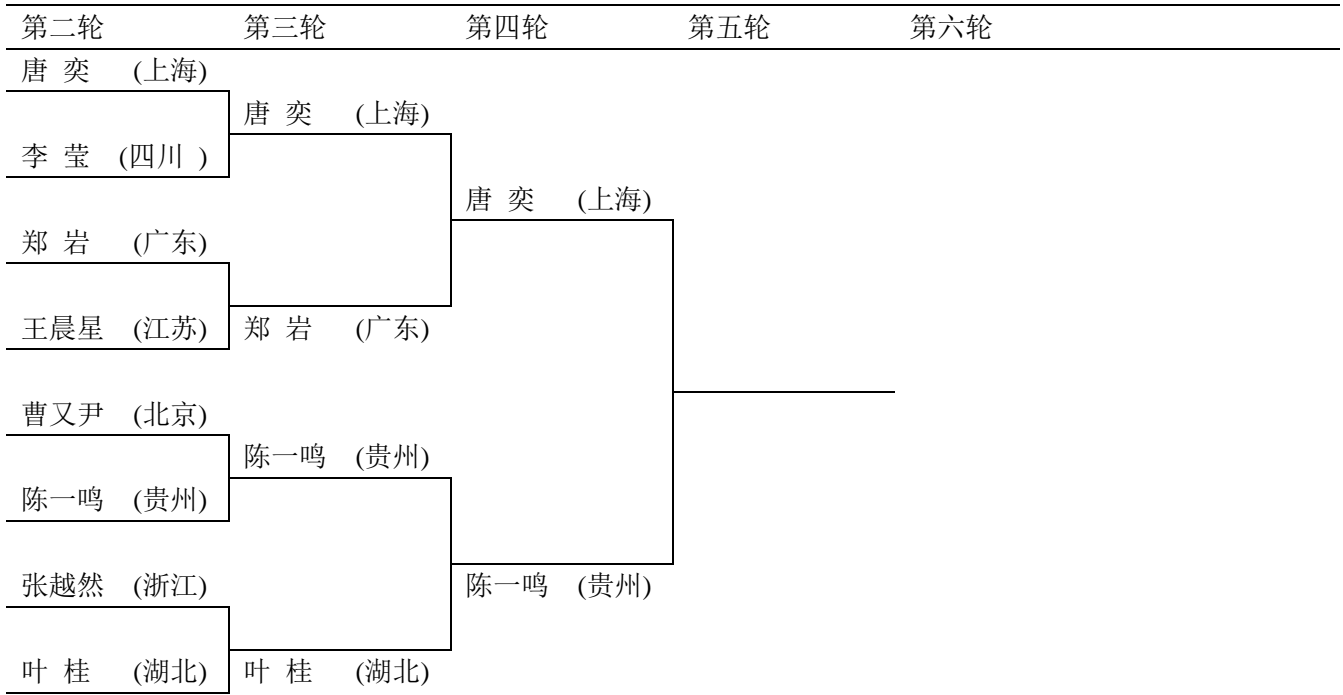 第二轮 第三轮 第四轮 第五轮 第六轮
唐 奕 (上海)
唐 奕 (上海)
李 莹 (四川 )
唐 奕 (上海)
郑 岩 (广东)
王晨星 (江苏) 郑 岩 (广东)
曹又尹 (北京)
陈一鸣 (贵州)
陈一鸣 (贵州)
张越然 (浙江) 陈一鸣 (贵州)
叶 桂 (湖北) 叶 桂 (湖北)